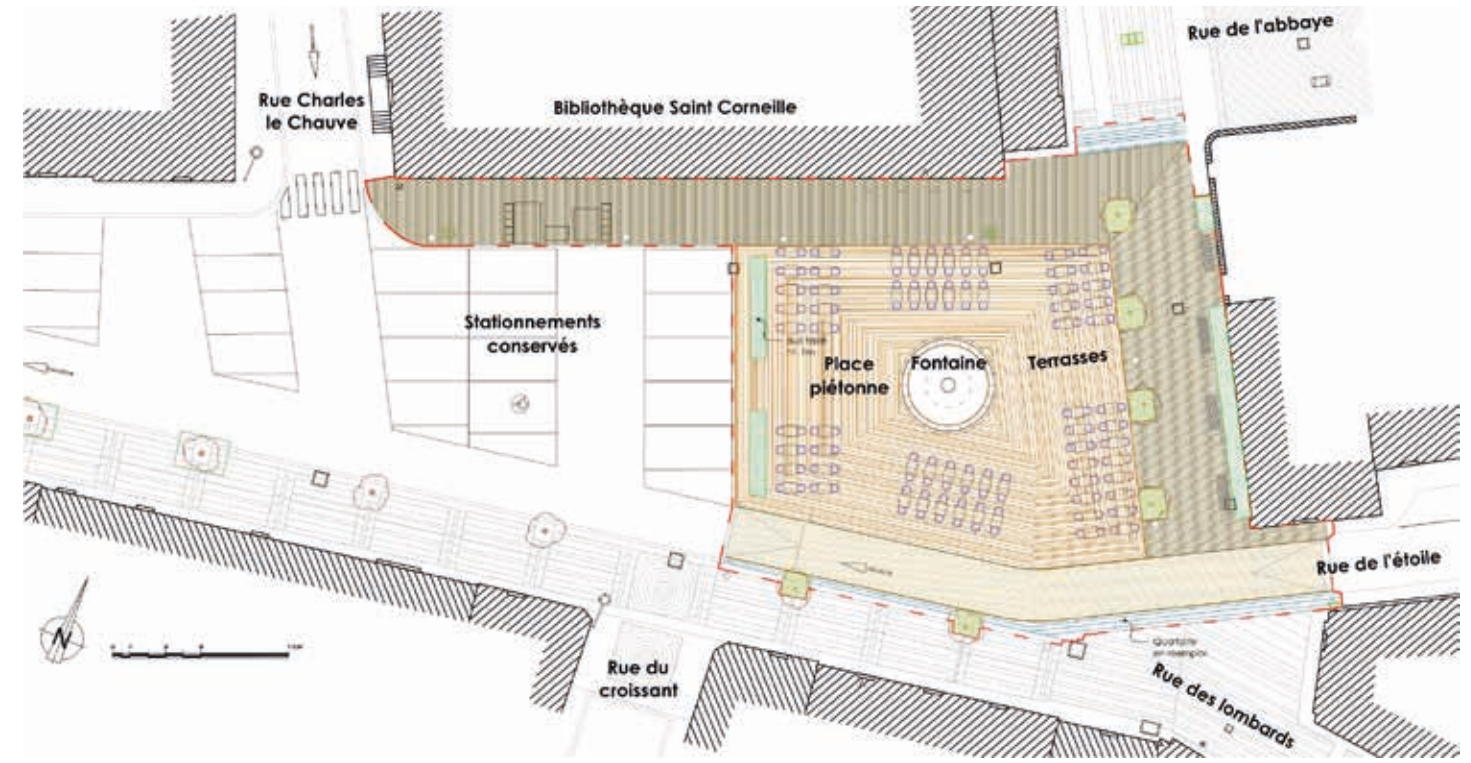 Rue de l'abbaye
Rue Charles
le Chauve
Bibliothèque Saint Corneille
Stationnements
conservés
Place
piétonne
Fontaine
Terrasses
Rue de l'étoile
N
Rue du
croissant
Rue des lombards